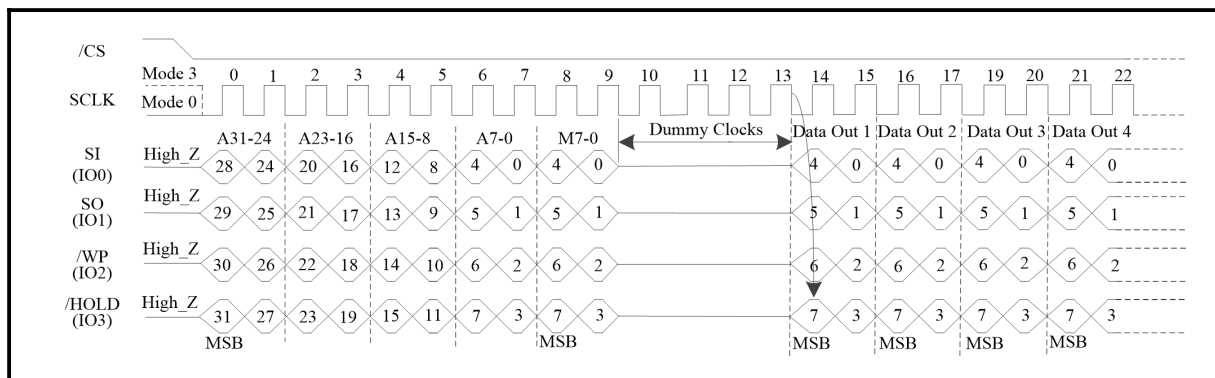 /CS
Mode 3 0 1 2 3 4 5 6 7 8 9 10 11 12 13 14 15 16 17 19 20 21 22
SCLK Mode 0
A31-24 A23-16 A15-8 A7-0 M7-0 Dummy Clocks Data Out 1 Data Out 2 Data Out 3 Data Out 4
SI (IO0) High_Z 28 24 20 16 12 8 4 0 4 0 4 0 4 0 4 0 4 0
SO (IO1) High_Z 29 25 21 17 13 9 5 1 5 1 5 1 5 1 5 1 5 1
/WP (IO2) High_Z 30 26 22 18 14 10 6 2 6 2 6 2 6 2 6 2 6 2
/HOLD (IO3) High_Z 31 27 23 19 15 11 7 3 7 3 7 3 7 3 7 3 7 3
MSB MSB MSB MSB MSB MSB